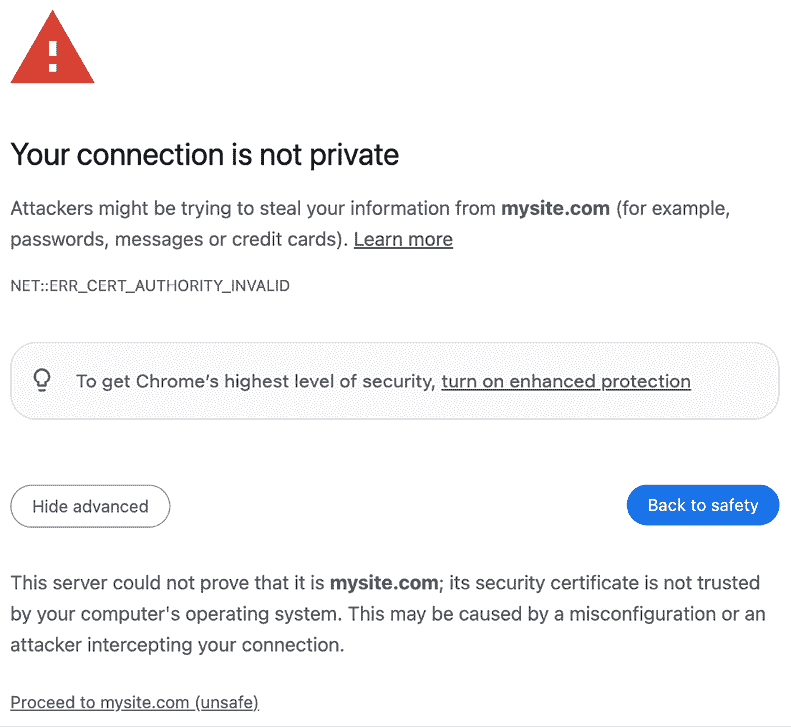 Your connection is not private
Attackers might be trying to steal your information from mysite.com (for example,
passwords, messages or credit cards). Learn more
NET::ERR_CERT_AUTHORITY_INVALID
To get Chrome's highest level of security, turn on enhanced protection
Hide advanced
Back to safety
This server could not prove that it is mysite.com; its security certificate is not trusted
by your computer's operating system. This may be caused by a misconfiguration or an
attacker intercepting your connection.
Proceed to mysite.com (unsafe)